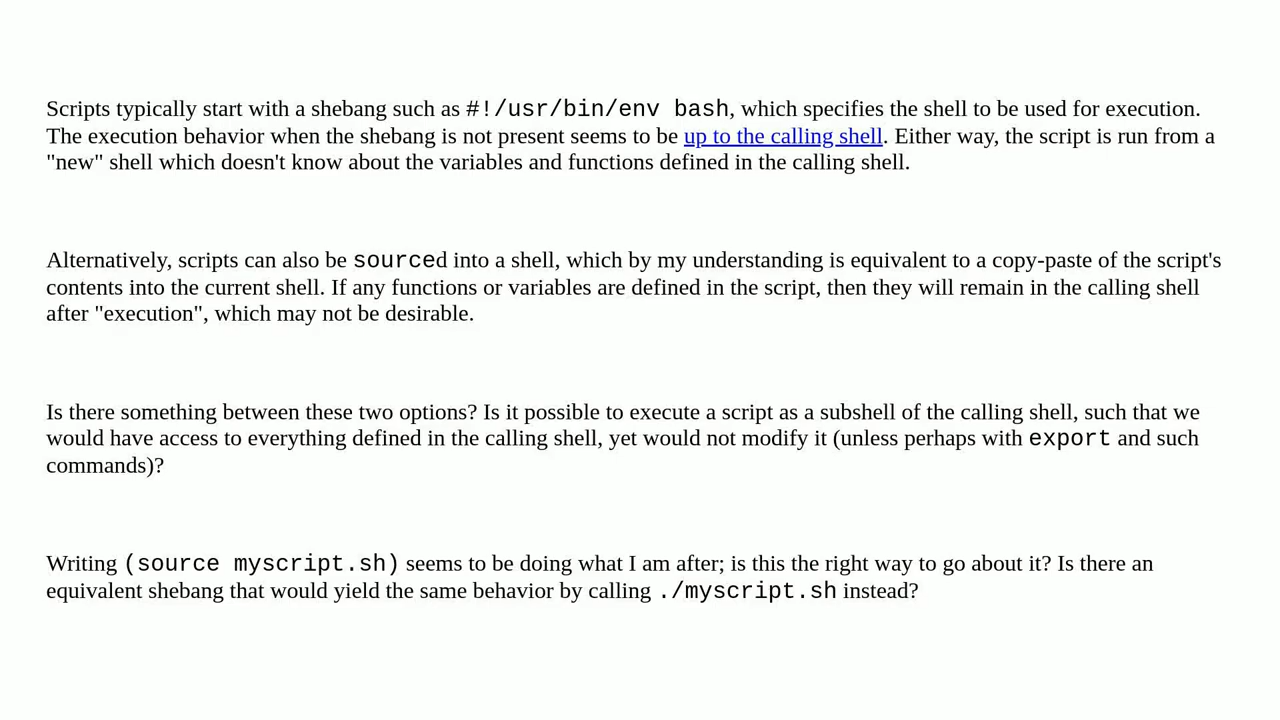 Scripts typically start with a shebang such as #!/usr/bin/env bash, which specifies the shell to be used for execution.
The execution behavior when the shebang is not present seems to be up to the calling shell. Either way, the script is run from a
"new" shell which doesn't know about the variables and functions defined in the calling shell.
Alternatively, scripts can also be sourced into a shell, which by my understanding is equivalent to a copy-paste of the script's
contents into the current shell. If any functions or variables are defined in the script, then they will remain in the calling shell
after "execution", which may not be desirable.
Is there something between these two options? Is it possible to execute a script as a subshell of the calling shell, such that we
would have access to everything defined in the calling shell, yet would not modify it (unless perhaps with export and such
commands)?
Writing (source myscript.sh) seems to be doing what I am after; is this the right way to go about it? Is there an
equivalent shebang that would yield the same behavior by calling ./myscript.sh instead?